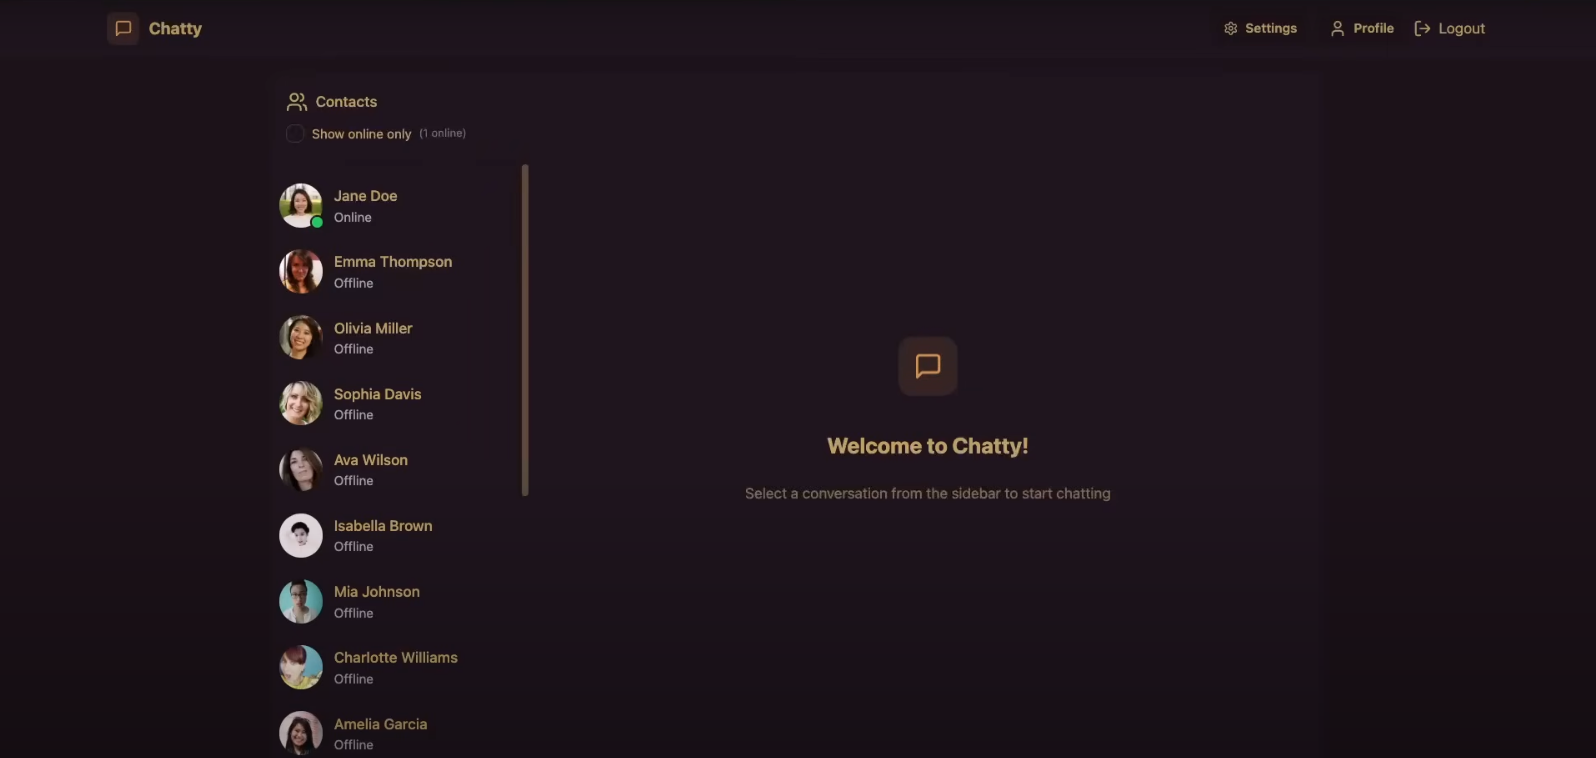 Chatty
Settings
Profile
Logout
Contacts
Show online only (1 online)
Jane Doe
Online
Emma Thompson
Offline
Olivia Miller
Offline
Sophia Davis
Offline
Ava Wilson
Offline
Isabella Brown
Offline
Mia Johnson
Offline
Charlotte Williams
Offline
Amelia Garcia
Offline
Welcome to Chatty!
Select a conversation from the sidebar to start chatting